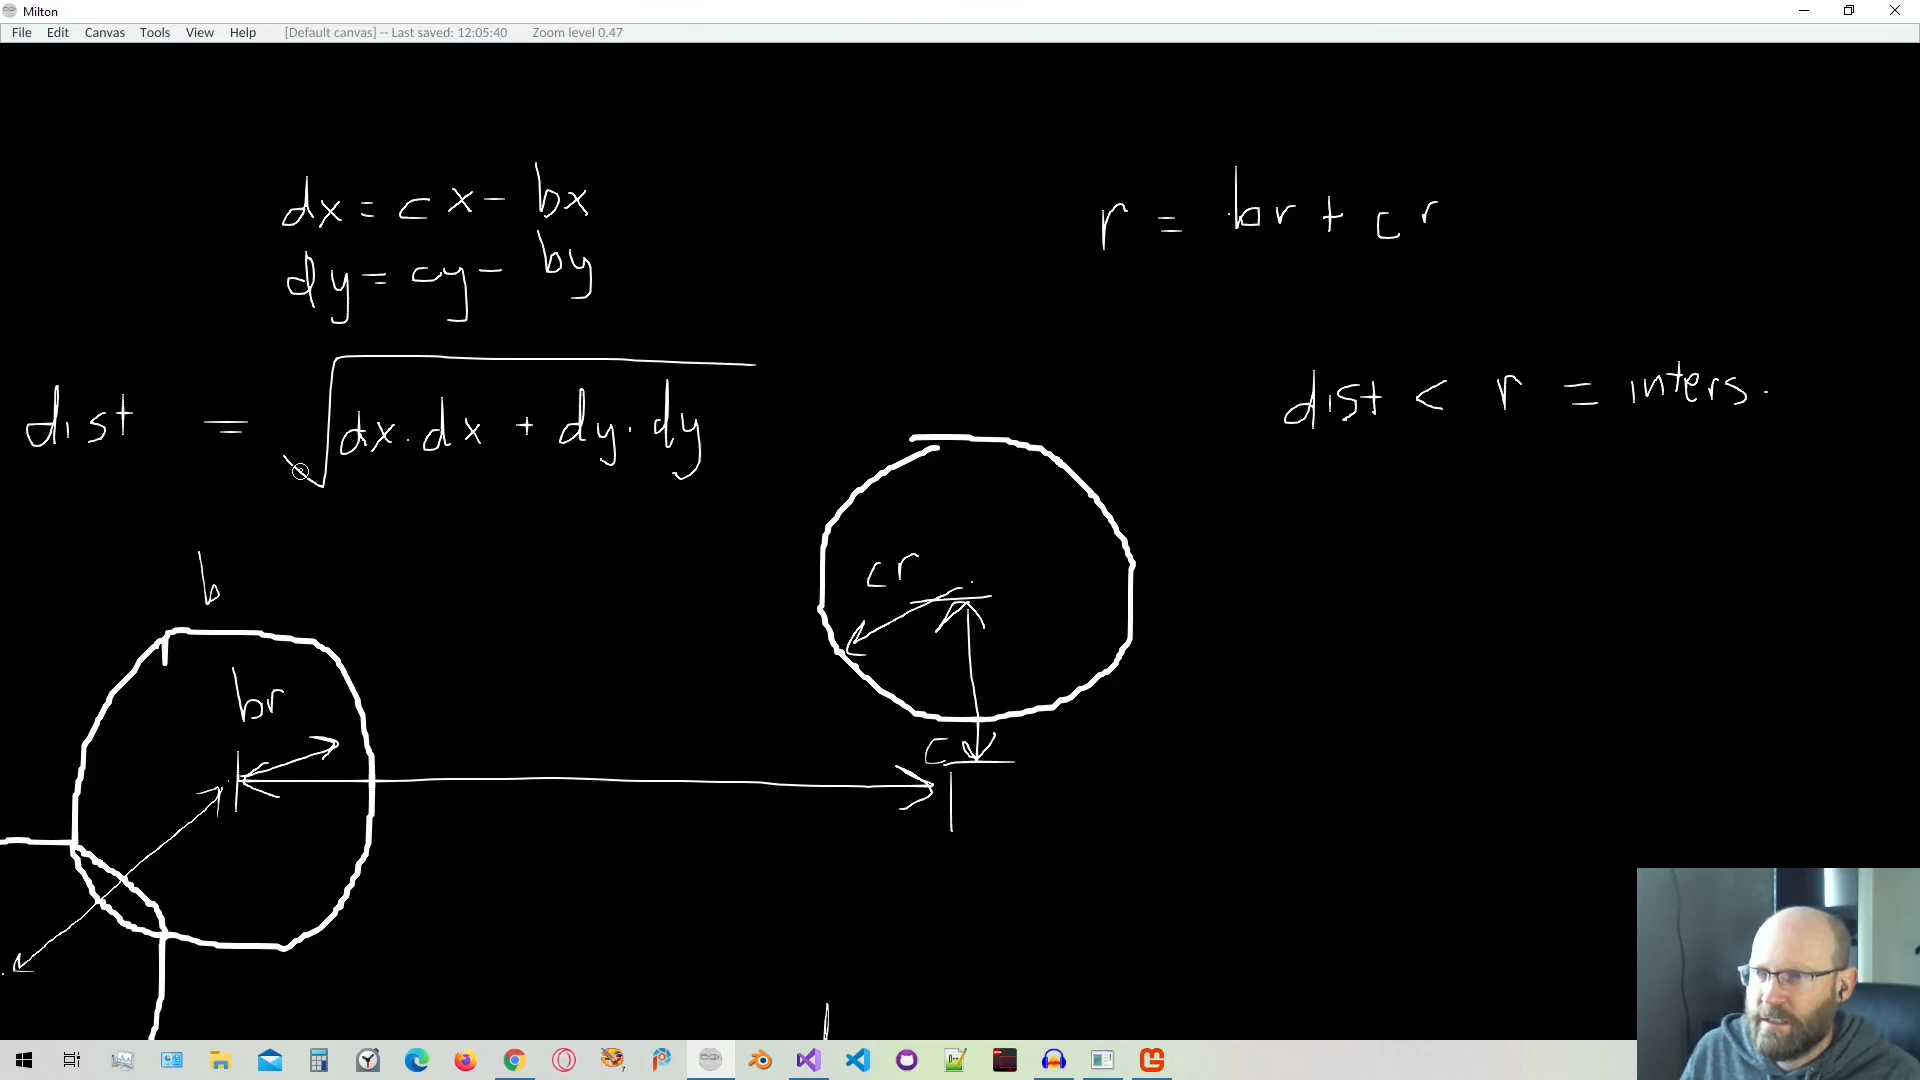 Milton
File Edit Canvas Tools View Help [Default canvas] -- Last saved: 12:05:40 Zoom level 0.47
dx = cx - bx
dy = cy - by
r = br + cr
dist = √dx·dx + dy·dy
dist < r = inters.
cr
b
br
c